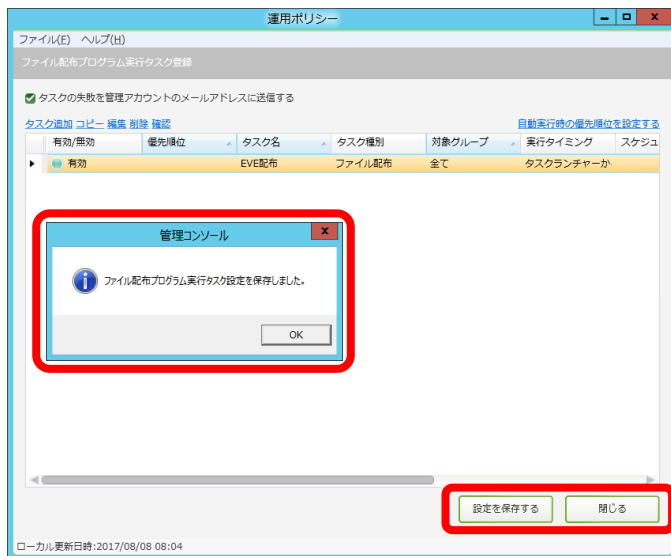 運用ポリシー
ファイル(F) ヘルプ(H)
ファイル配布プログラム実行タスク登録
タスクの失敗を管理アカウントのメールアドレスに送信する
タスク追加 コピー 編集 削除 確認 自動実行時の優先順位を設定する
有効/無効 優先順位 タスク名 タスク種別 対象グループ 実行タイミング スケジュ
有効 EVE配布 ファイル配布 全て タスクランチャーか
管理コンソール
ファイル配布プログラム実行タスク設定を保存しました。
OK
設定を保存する 閉じる
ローカル更新日時:2017/08/08 08:04